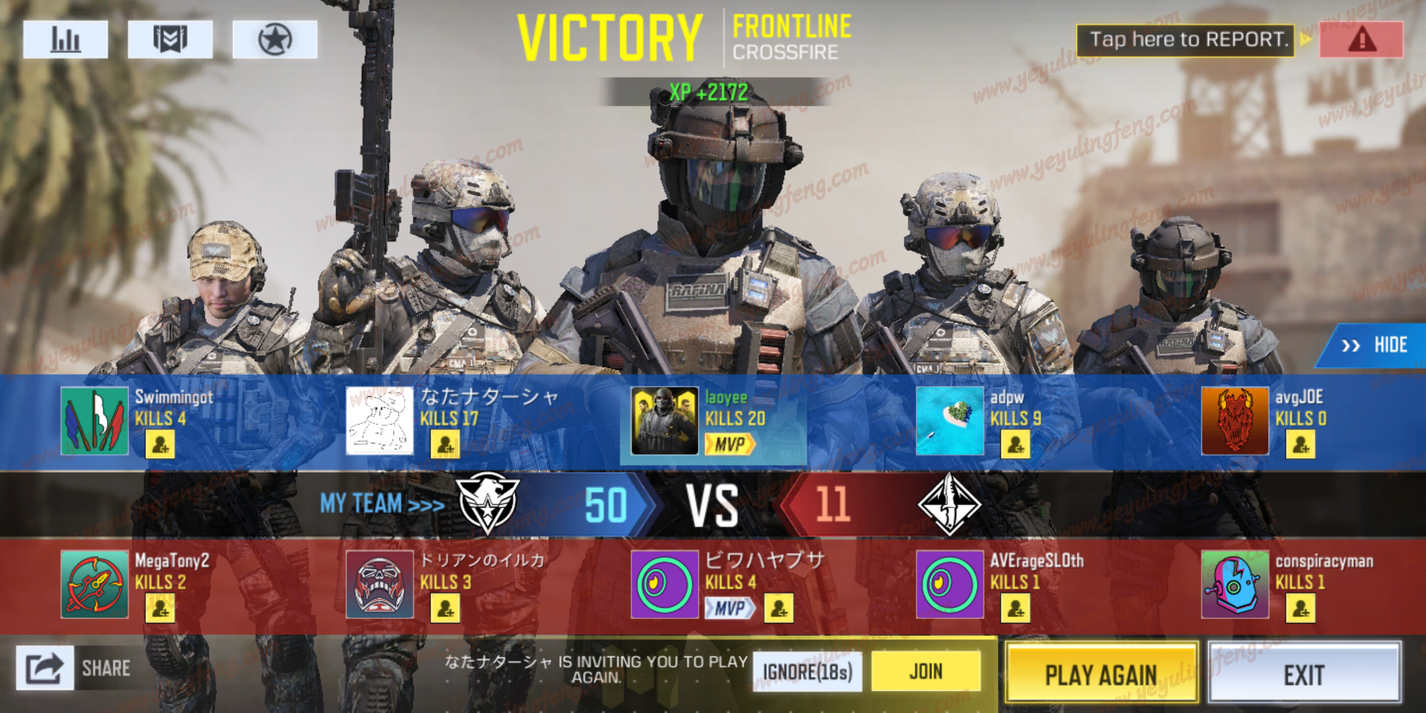 VICTORY
FRONTLINE
CROSSFIRE
Tap here to REPORT.
XP +2172
RAFINA
HIDE
Swimmingot
KILLS 4
なたナターシャ
KILLS 17
laoyee
KILLS 20
MVP
adpw
KILLS 9
avgJOE
KILLS 0
MY TEAM >>>
50
VS
11
MegaTony2
KILLS 2
ドリアンのイルカ
KILLS 3
ビワハヤブサ
KILLS 4
MVP
AVErageSL0th
KILLS 1
conspiracyman
KILLS 1
SHARE
なたナターシャ IS INVITING YOU TO PLAY
AGAIN.
IGNORE(18s)
JOIN
PLAY AGAIN
EXIT
www.yeyulingfeng.com